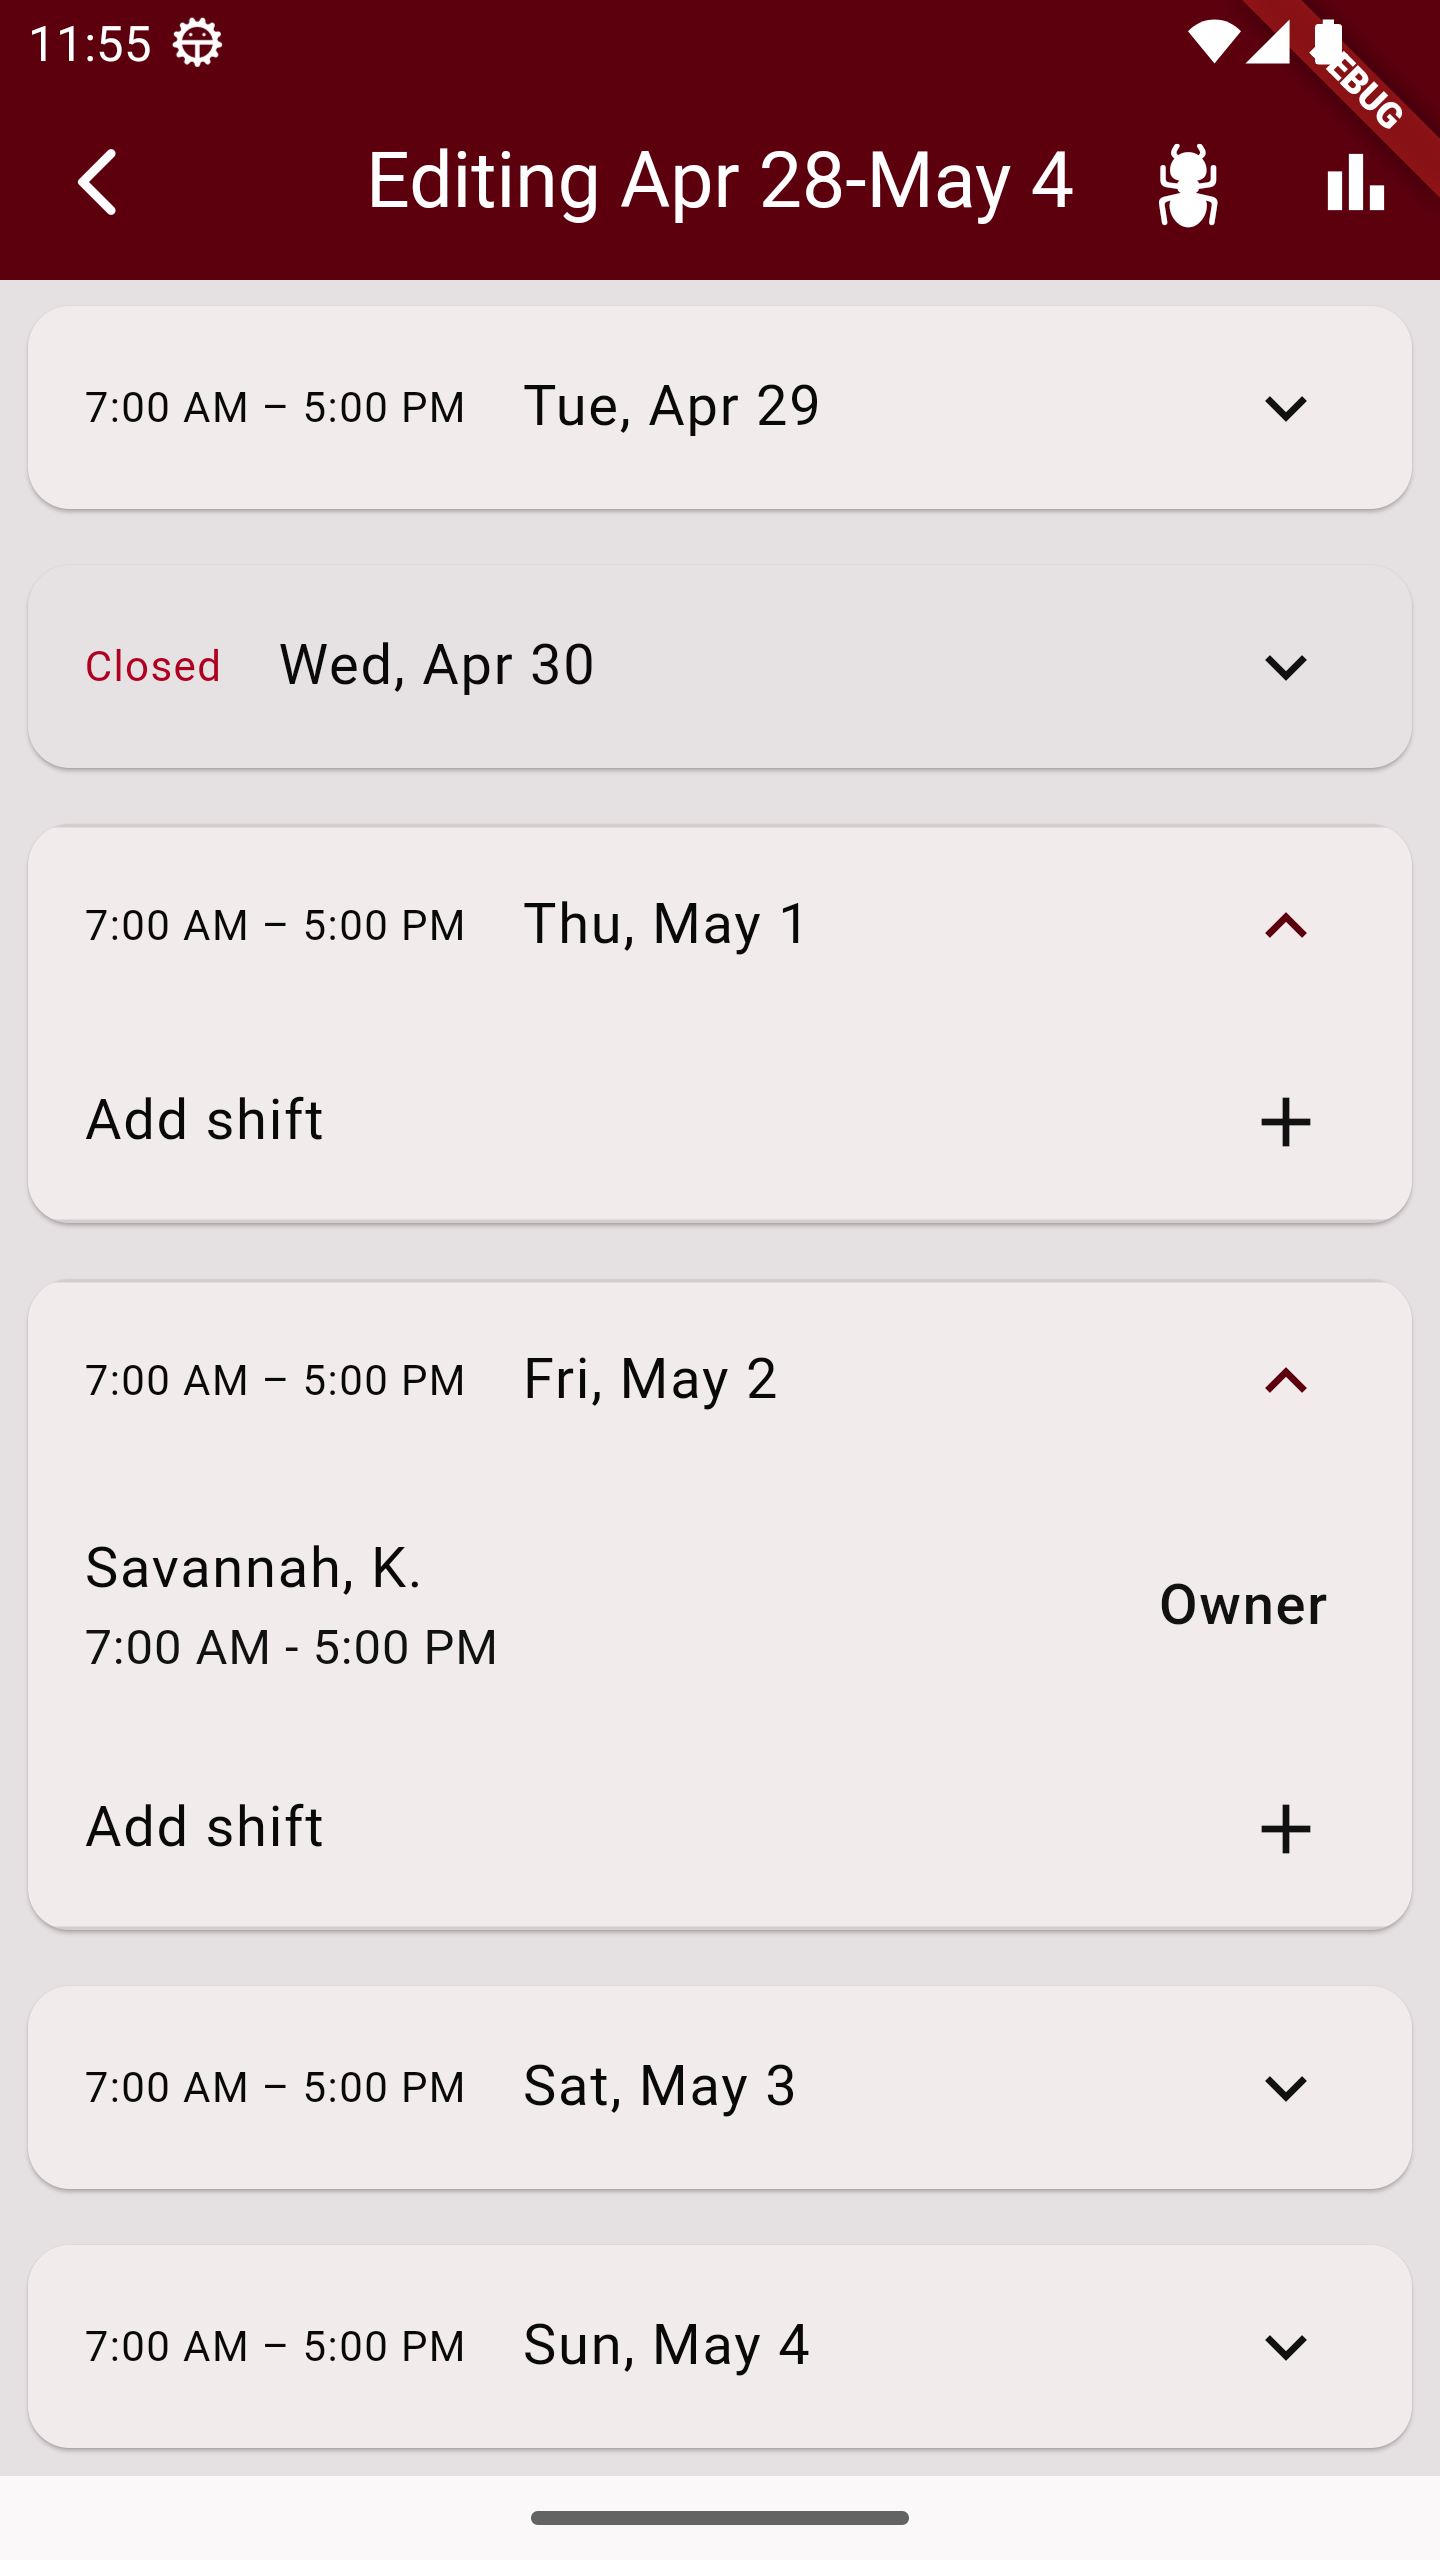 11:55
DEBUG
Editing Apr 28-May 4
7:00 AM – 5:00 PM Tue, Apr 29
Closed Wed, Apr 30
7:00 AM – 5:00 PM Thu, May 1
Add shift
7:00 AM – 5:00 PM Fri, May 2
Savannah, K.
Owner
7:00 AM - 5:00 PM
Add shift
7:00 AM – 5:00 PM Sat, May 3
7:00 AM – 5:00 PM Sun, May 4